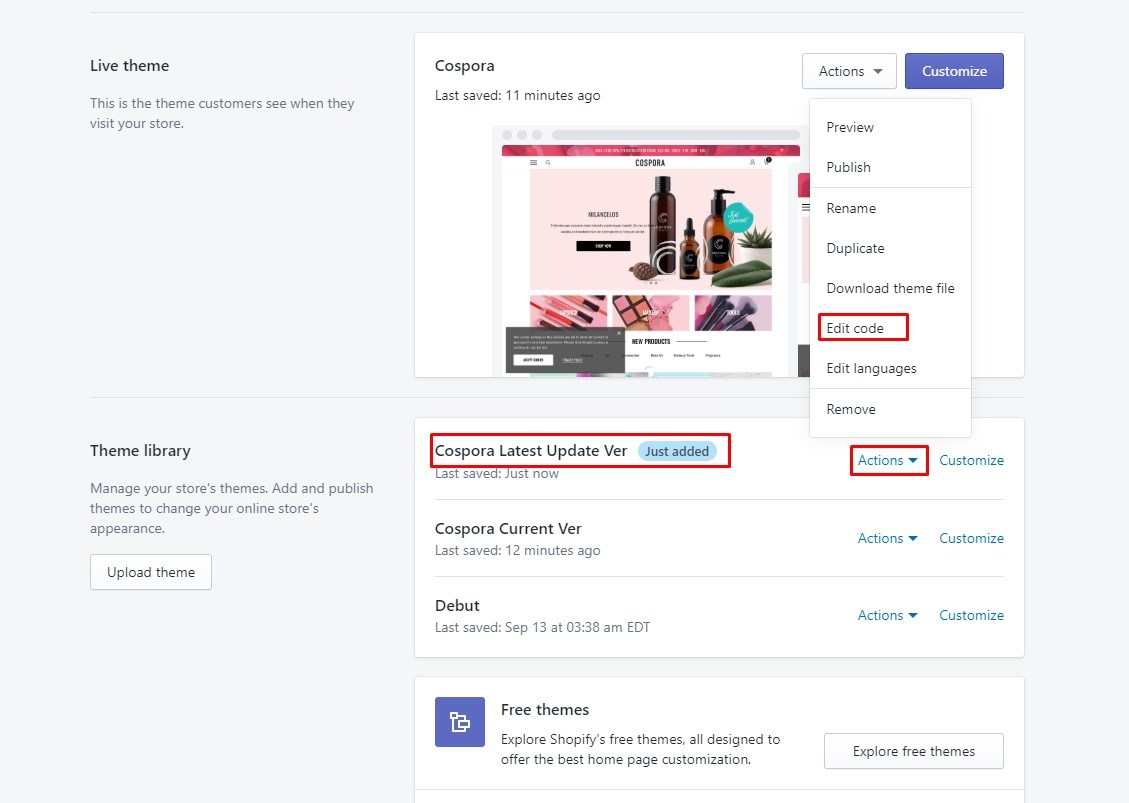 Live theme
This is the theme customers see when they
visit your store.
Cospora
Last saved: 11 minutes ago
Actions
Customize
Preview
Publish
Rename
Duplicate
Download theme file
Edit code
Edit languages
Remove
COSPORA
MILANCELOS
SHOP NOW
LIPSTICK
MAKEUP
TOOLS
NEW PRODUCTS
ACCEPT COOKIES
PRIVACY POLICY
Theme library
Manage your store's themes. Add and publish
themes to change your online store's
appearance.
Upload theme
Cospora Latest Update Ver Just added
Last saved: Just now
Actions Customize
Cospora Current Ver
Last saved: 12 minutes ago
Actions Customize
Debut
Last saved: Sep 13 at 03:38 am EDT
Actions Customize
Free themes
Explore Shopify's free themes, all designed to
offer the best home page customization.
Explore free themes